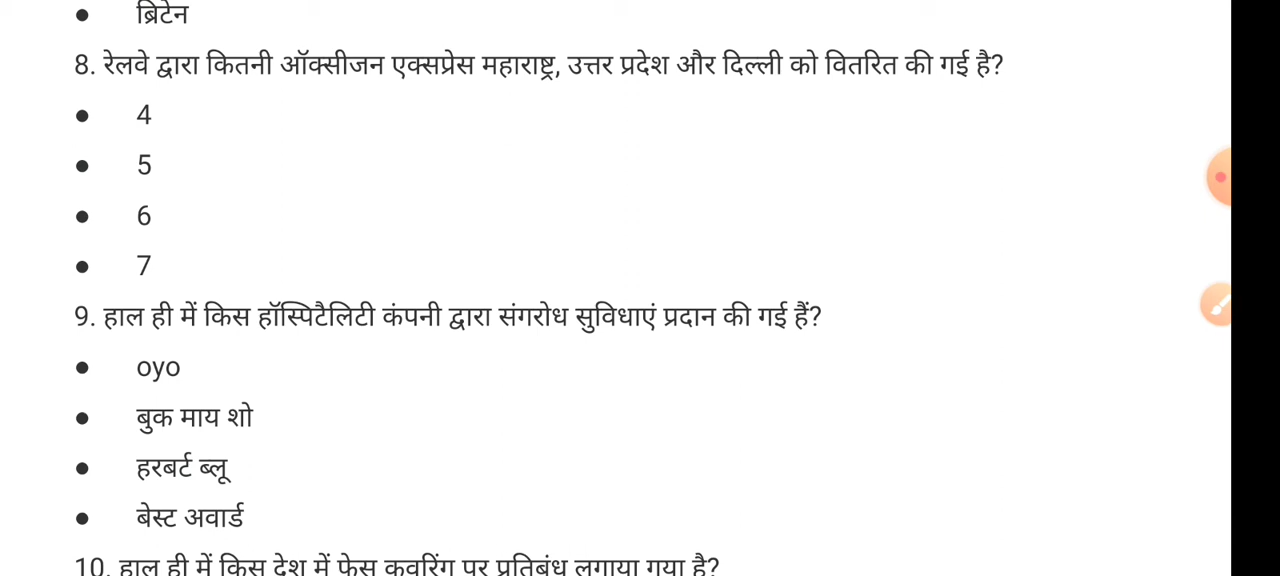 ● ब्रिटेन
8. रेलवे द्वारा कितनी ऑक्सीजन एक्सप्रेस महाराष्ट्र, उत्तर प्रदेश और दिल्ली को वितरित की गई है?
● 4
● 5
● 6
● 7
9. हाल ही में किस हॉस्पिटैलिटी कंपनी द्वारा संगरोध सुविधाएं प्रदान की गई हैं?
● oyo
● बुक माय शो
● हरबर्ट ब्लू
● बेस्ट अवार्ड
10. हाल ही में किस देश में फेस कवरिंग पर प्रतिबंध लगाया गया है?